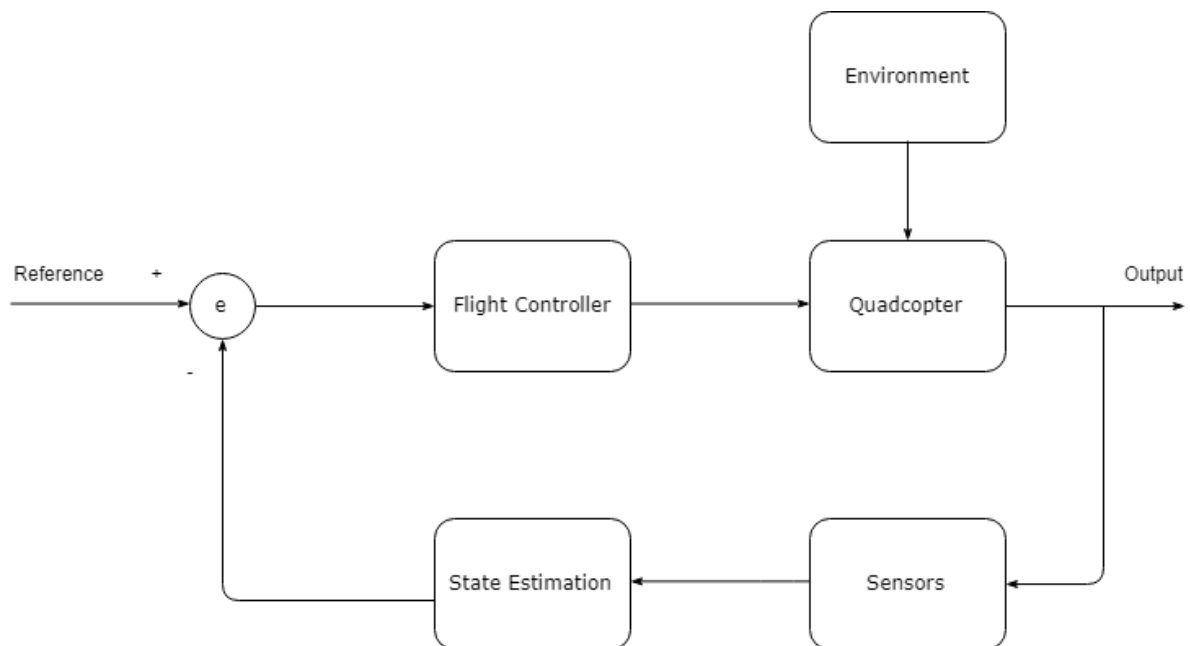 Environment
Reference
+
Output
e
Flight Controller
Quadcopter
-
State Estimation
Sensors